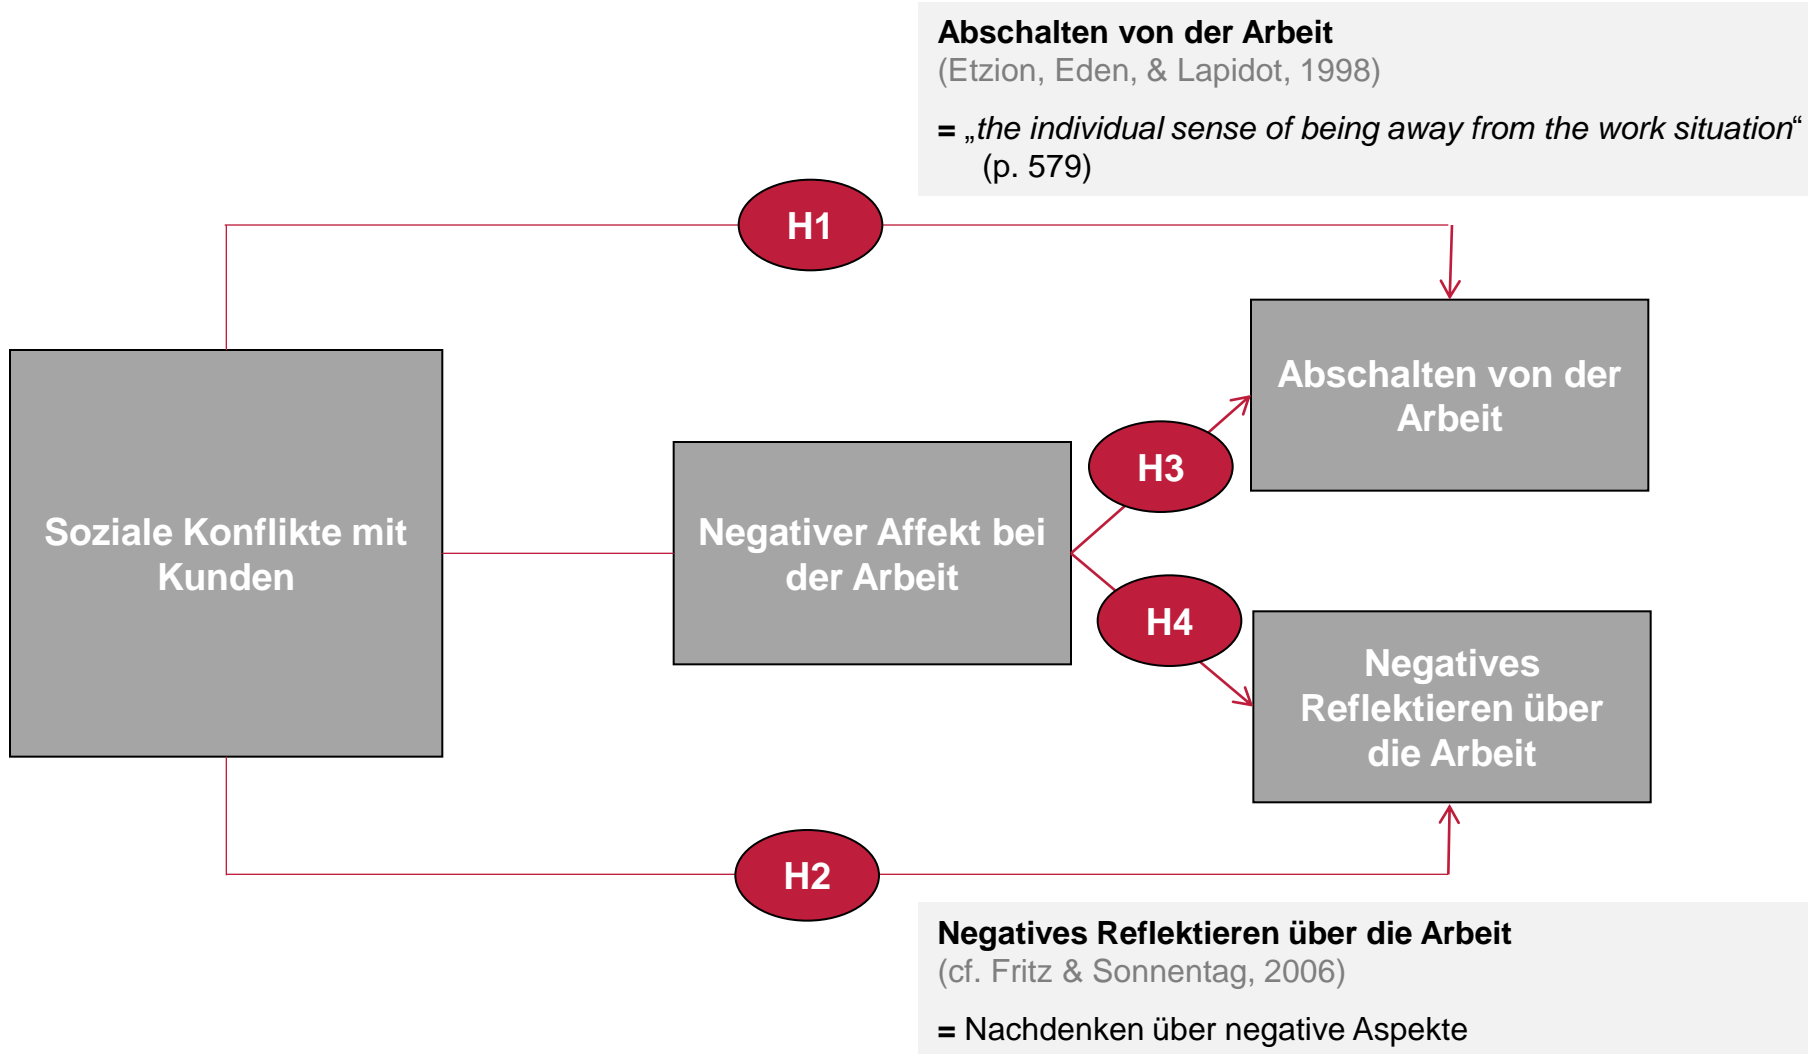 Abschalten von der Arbeit
(Etzion, Eden, & Lapidot, 1998)
= „the individual sense of being away from the work situation“
(p. 579)
H1
Abschalten von der
Arbeit
H3
Soziale Konflikte mit
Kunden
Negativer Affekt bei
der Arbeit
H4
Negatives
Reflektieren über
die Arbeit
H2
Negatives Reflektieren über die Arbeit
(cf. Fritz & Sonnentag, 2006)
= Nachdenken über negative Aspekte